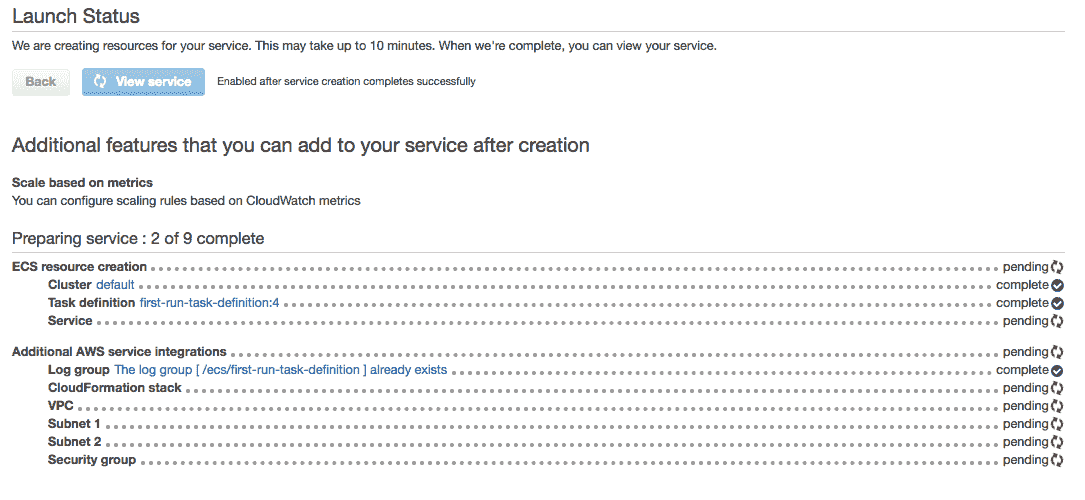 Launch Status
We are creating resources for your service. This may take up to 10 minutes. When we're complete, you can view your service.
Back View service Enabled after service creation completes successfully
Additional features that you can add to your service after creation
Scale based on metrics
You can configure scaling rules based on CloudWatch metrics
Preparing service : 2 of 9 complete
ECS resource creation pending
Cluster default complete
Task definition first-run-task-definition:4 complete
Service pending
Additional AWS service integrations pending
Log group The log group [ /ecs/first-run-task-definition ] already exists complete
CloudFormation stack pending
VPC pending
Subnet 1 pending
Subnet 2 pending
Security group pending